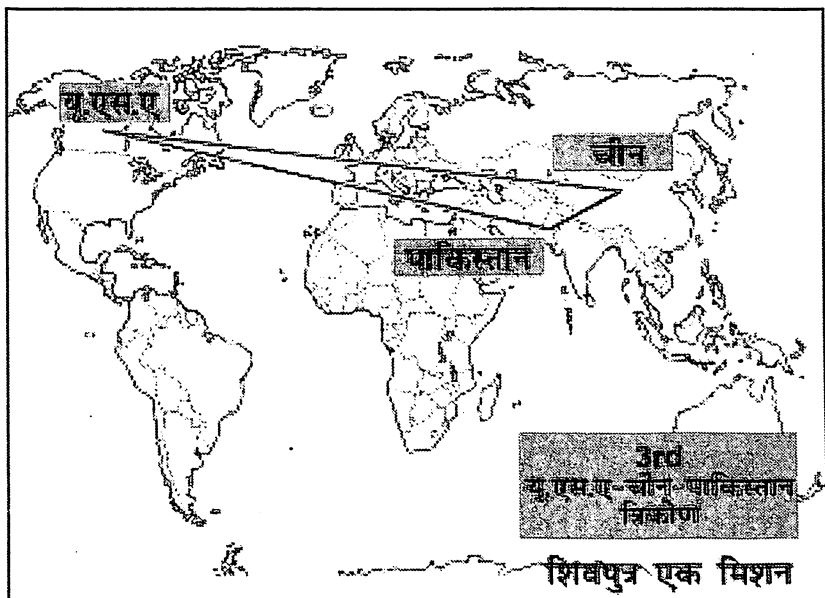 यू.एस.ए
चीन
पाकिस्तान
3rd
यू.एस.ए-चीन-पाकिस्तान
त्रिकोण
शिवपुत्र एक मिशन